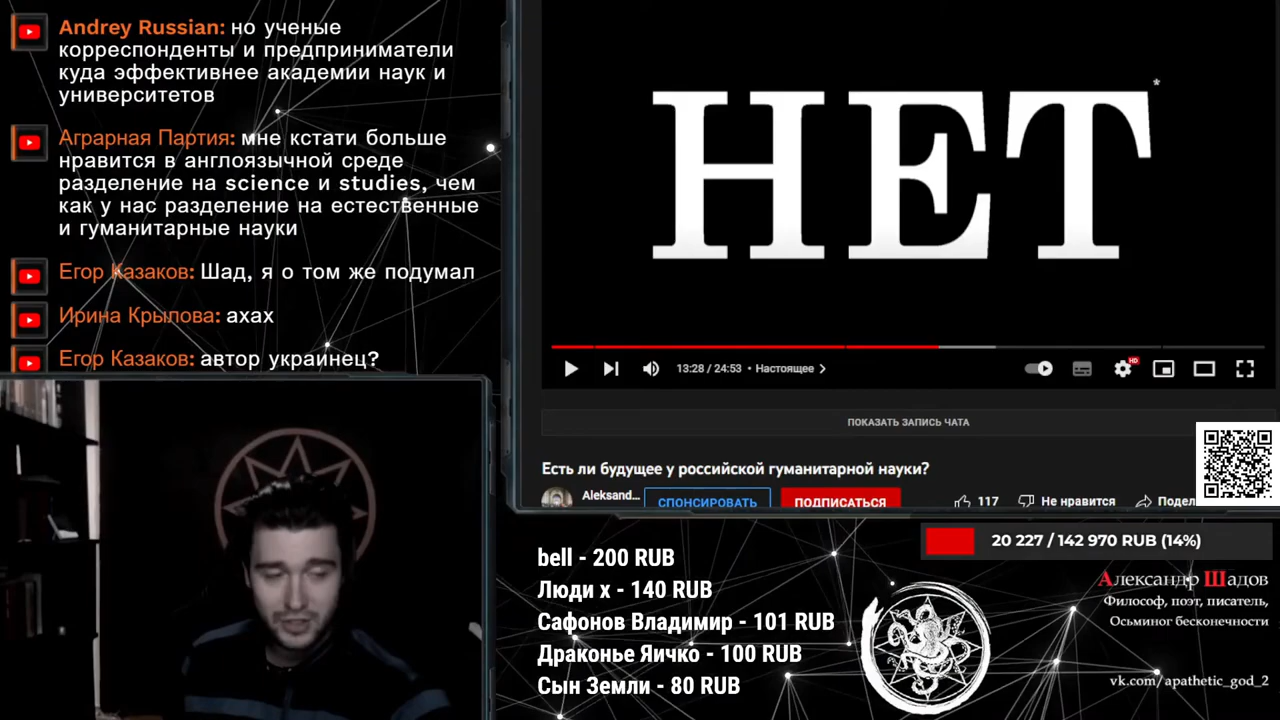 Andrey Russian: но ученые
корреспонденты и предприниматели
куда эффективнее академии наук и
университетов
Аграрная Партия: мне кстати больше
нравится в англоязычной среде
разделение на science и studies, чем
как у нас разделение на естественные
и гуманитарные науки
Егор Казаков: Шад, я о том же подумал
Ирина Крылова: ахах
Егор Казаков: автор украинец?
НЕТ*
13:28 / 24:53 • Настоящее
HD
ПОКАЗАТЬ ЗАПИСЬ ЧАТА
Есть ли будущее у российской гуманитарной науки?
Aleksand...
СПОНСИРОВАТЬ
ПОДПИСАТЬСЯ
117
Не нравится
Подел
20 227 / 142 970 RUB (14%)
bell - 200 RUB
Люди х - 140 RUB
Сафонов Владимир - 101 RUB
Драконье Яичко - 100 RUB
Сын Земли - 80 RUB
Александр Шадов
Философ, поэт, писатель,
Осьминог бесконечности
vk.com/apathetic_god_2